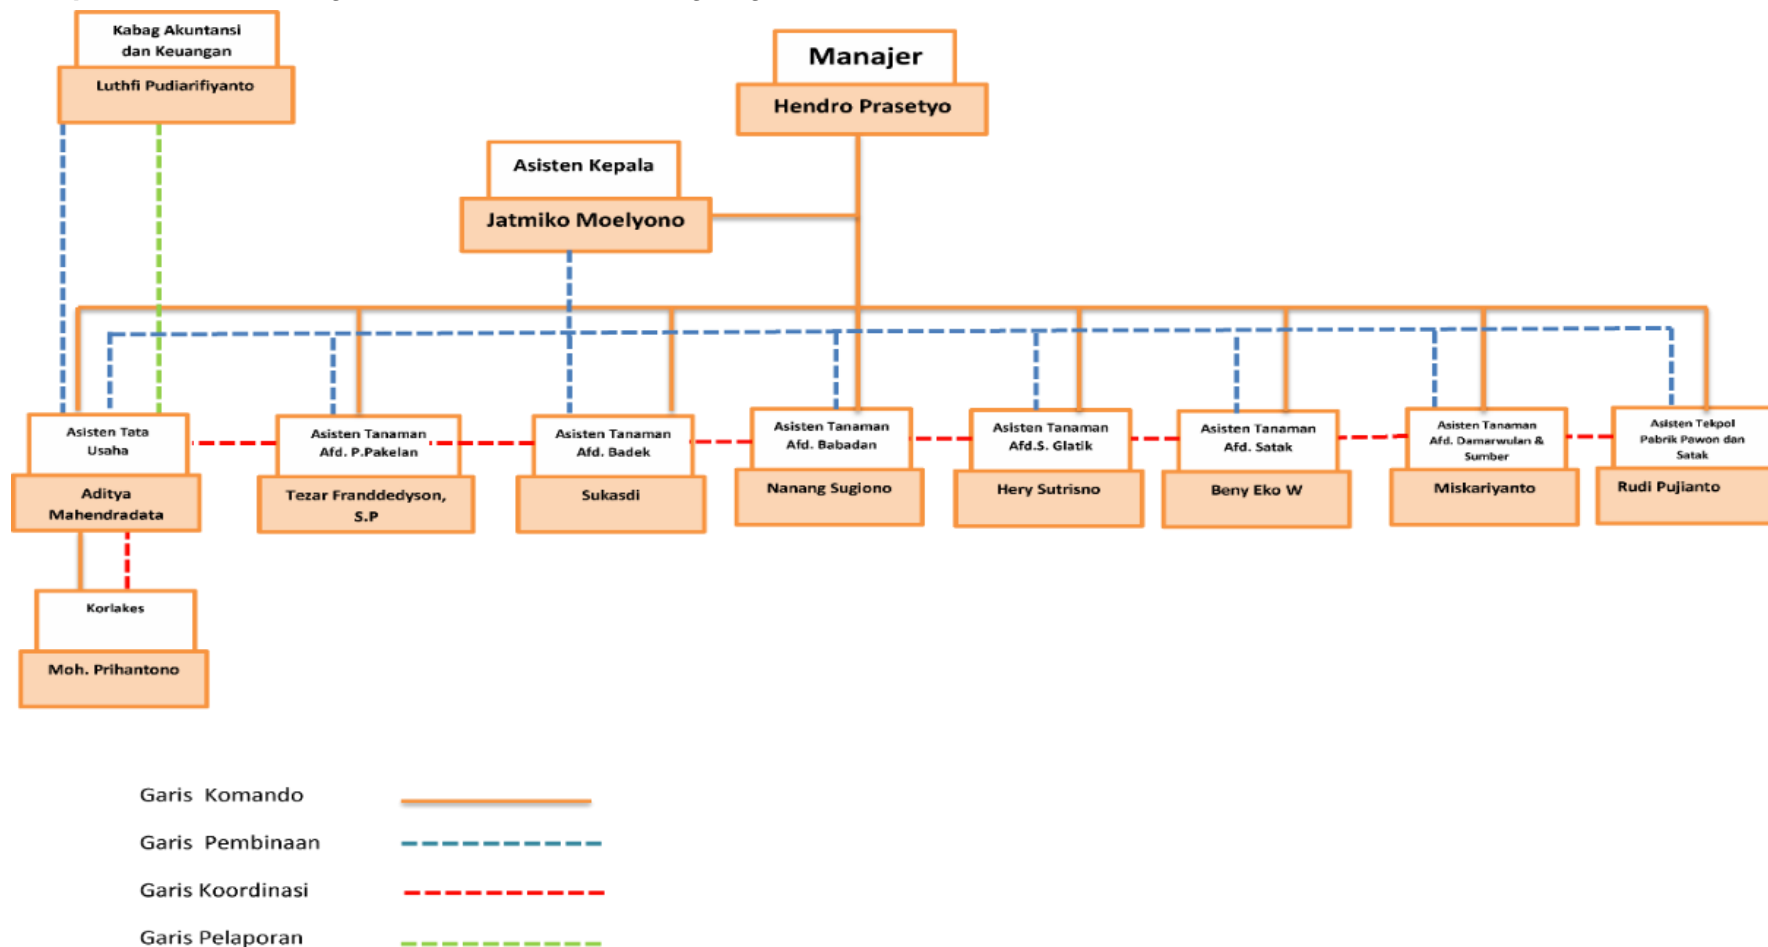 Kabag Akuntansi
dan Keuangan
Luthfi Pudiarifiyanto
Manajer
Hendro Prasetyo
Asisten Kepala
Jatmiko Moelyono
Asisten Tata
Usaha
Aditya
Mahendradata
Asisten Tanaman
Afd. P.Pakelan
Tezar Franddedyson,
S.P
Asisten Tanaman
Afd. Badek
Sukasdi
Asisten Tanaman
Afd. Babadan
Nanang Sugiono
Asisten Tanaman
Afd.S. Glatik
Hery Sutrisno
Asisten Tanaman
Afd. Satak
Beny Eko W
Asisten Tanaman
Afd. Damarwulan &
Sumber
Miskariyanto
Asisten Tekpol
Pabrik Pawon dan
Satak
Rudi Pujianto
Korlakes
Moh. Prihantono
Garis Komando
Garis Pembinaan
Garis Koordinasi
Garis Pelaporan